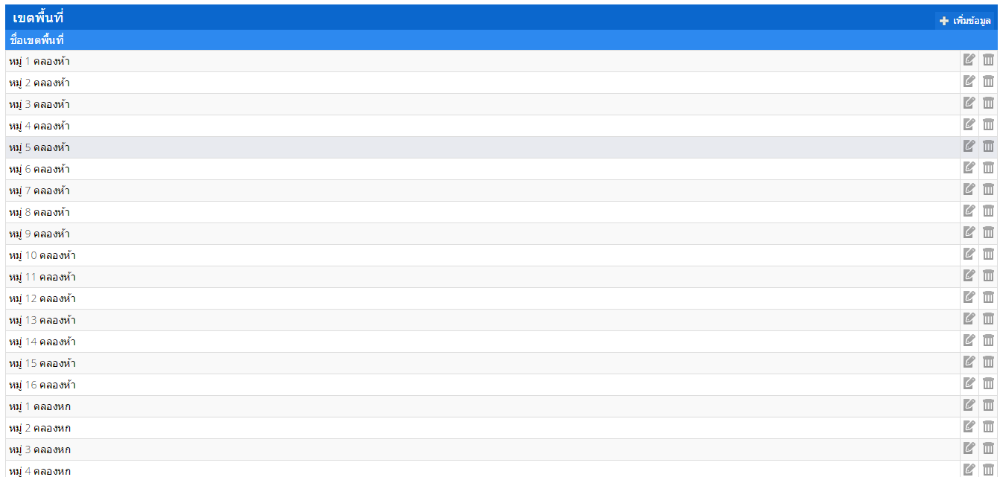 เขตพื้นที่
เพิ่มข้อมูล
ชื่อเขตพื้นที่
หมู่ 1 คลองห้า
หมู่ 2 คลองห้า
หมู่ 3 คลองห้า
หมู่ 4 คลองห้า
หมู่ 5 คลองห้า
หมู่ 6 คลองห้า
หมู่ 7 คลองห้า
หมู่ 8 คลองห้า
หมู่ 9 คลองห้า
หมู่ 10 คลองห้า
หมู่ 11 คลองห้า
หมู่ 12 คลองห้า
หมู่ 13 คลองห้า
หมู่ 14 คลองห้า
หมู่ 15 คลองห้า
หมู่ 16 คลองห้า
หมู่ 1 คลองหก
หมู่ 2 คลองหก
หมู่ 3 คลองหก
หมู่ 4 คลองหก